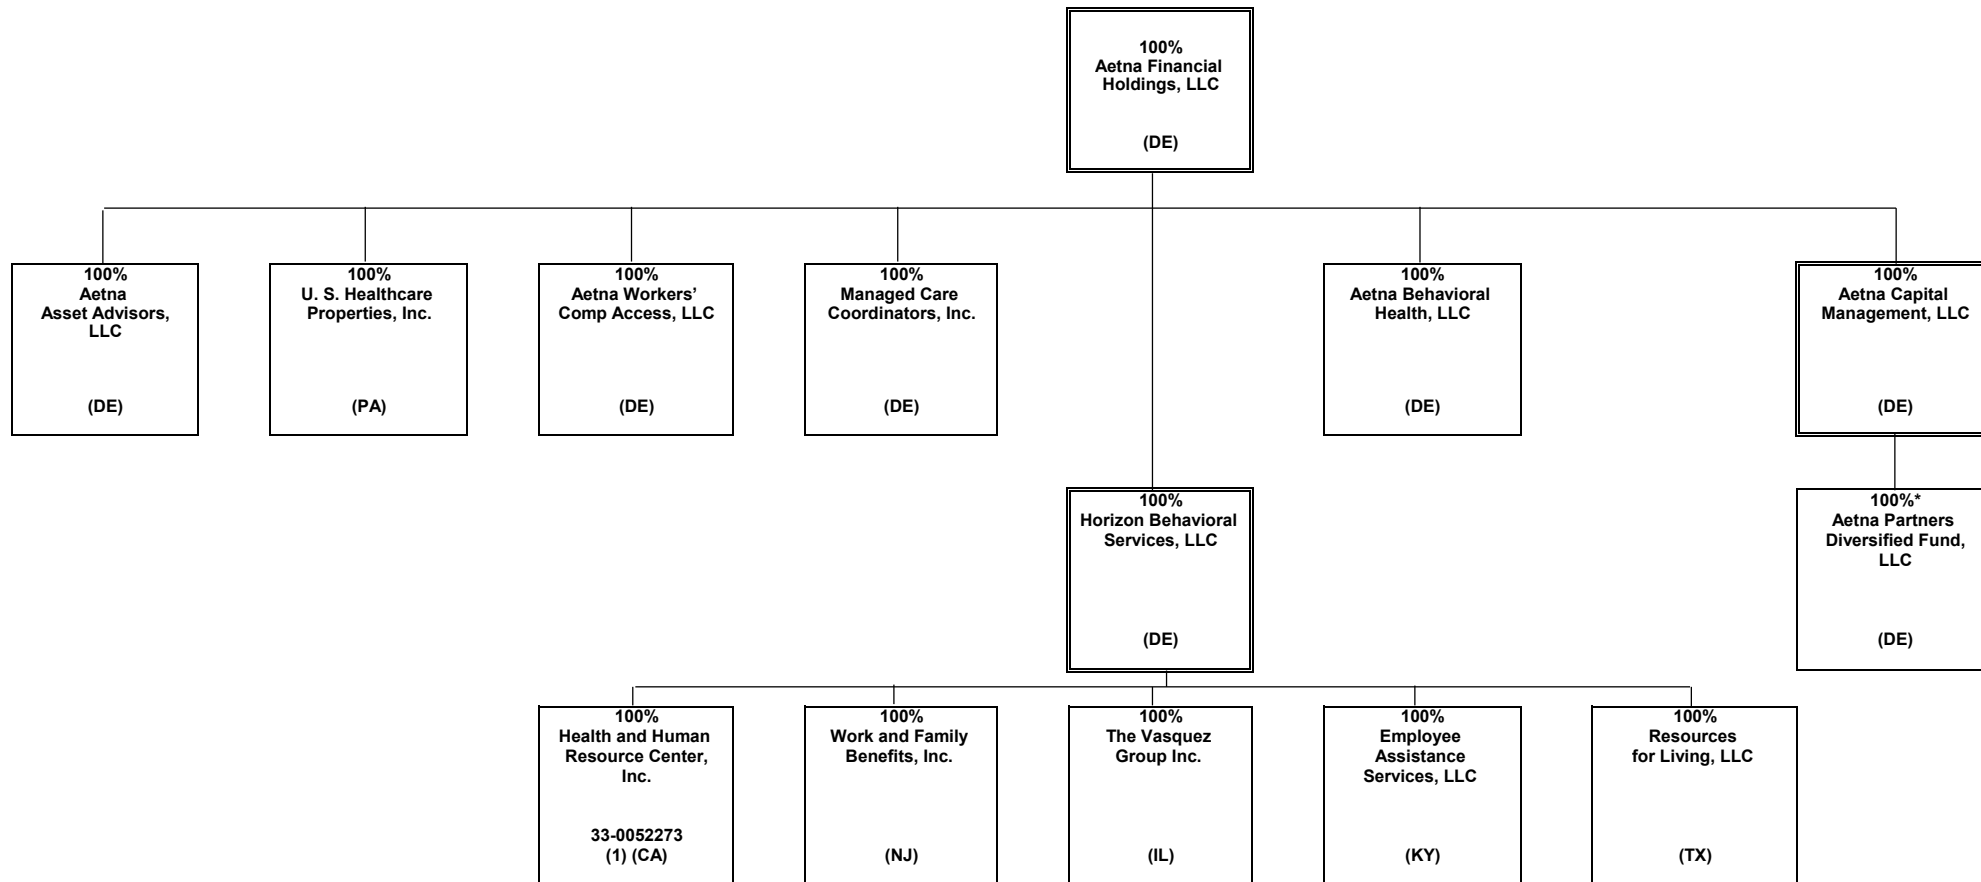 100%
Aetna Financial
Holdings, LLC
(DE)
100%
Aetna
Asset Advisors,
LLC
(DE)
100%
U. S. Healthcare
Properties, Inc.
(PA)
100%
Aetna Workers’
Comp Access, LLC
(DE)
100%
Managed Care
Coordinators, Inc.
(DE)
100%
Aetna Behavioral
Health, LLC
(DE)
100%
Aetna Capital
Management, LLC
(DE)
100%
Horizon Behavioral
Services, LLC
(DE)
100%*
Aetna Partners
Diversified Fund,
LLC
(DE)
100%
Health and Human
Resource Center,
Inc.
33-0052273
(1) (CA)
100%
Work and Family
Benefits, Inc.
(NJ)
100%
The Vasquez
Group Inc.
(IL)
100%
Employee
Assistance
Services, LLC
(KY)
100%
Resources
for Living, LLC
(TX)